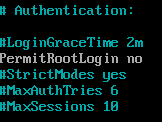 # Authentication:
#LoginGraceTime 2m
PermitRootLogin no
#StrictModes yes
#MaxAuthTries 6
#MaxSessions 10